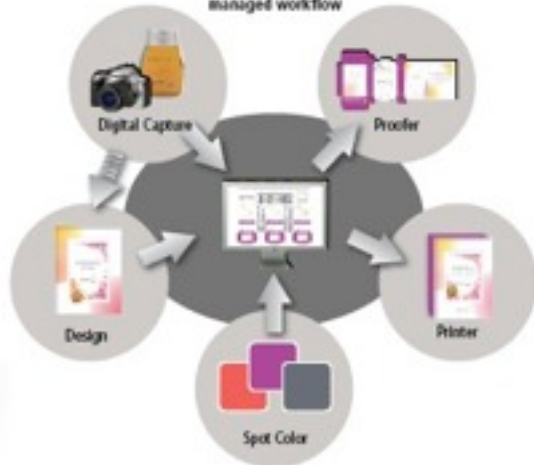 managed workflow
Digital Capture
Proofer
Design
Printer
Spot Color